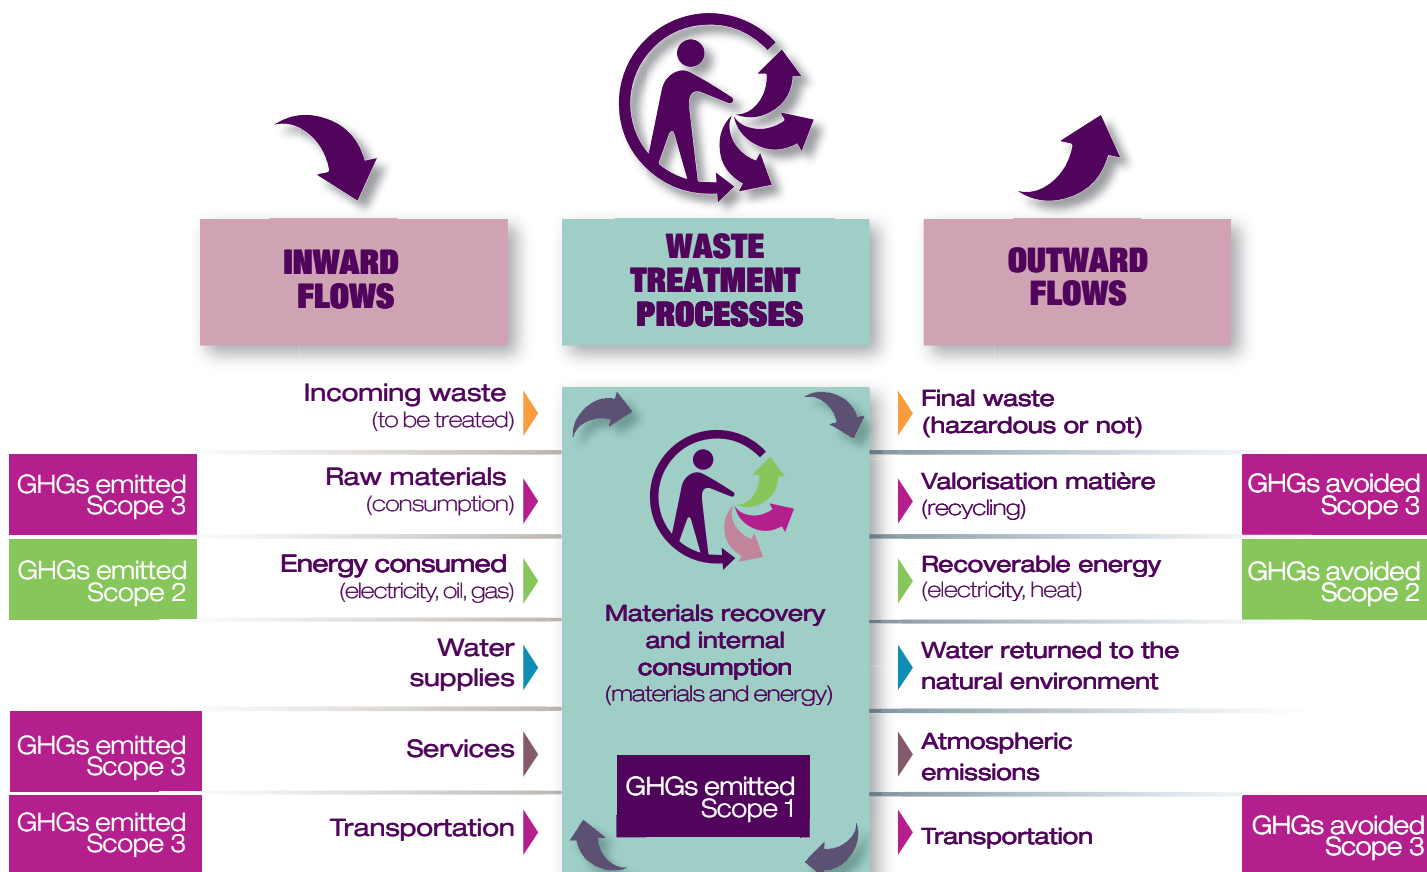 INWARD
FLOWS
WASTE
TREATMENT
PROCESSES
OUTWARD
FLOWS
Incoming waste
(to be treated)
Final waste
(hazardous or not)
GHGs emitted
Scope 3
Raw materials
(consumption)
Valorisation matière
(recycling)
GHGs avoided
Scope 3
GHGs emitted
Scope 2
Energy consumed
(electricity, oil, gas)
Recoverable energy
(electricity, heat)
GHGs avoided
Scope 2
Materials recovery
and internal
consumption
(materials and energy)
Water
supplies
Water returned to the
natural environment
GHGs emitted
Scope 3
Services
Atmospheric
emissions
GHGs emitted
Scope 1
GHGs emitted
Scope 3
Transportation
Transportation
GHGs avoided
Scope 3